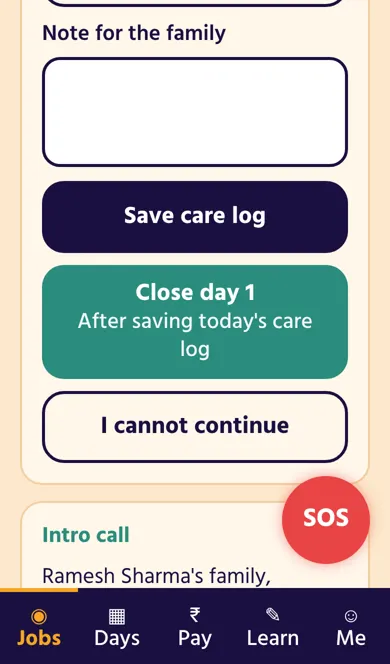 Note for the family
Save care log
Close day 1
After saving today's care
log
I cannot continue
SOS
Intro call
Ramesh Sharma's family,
₹
Jobs Days Pay Learn Me